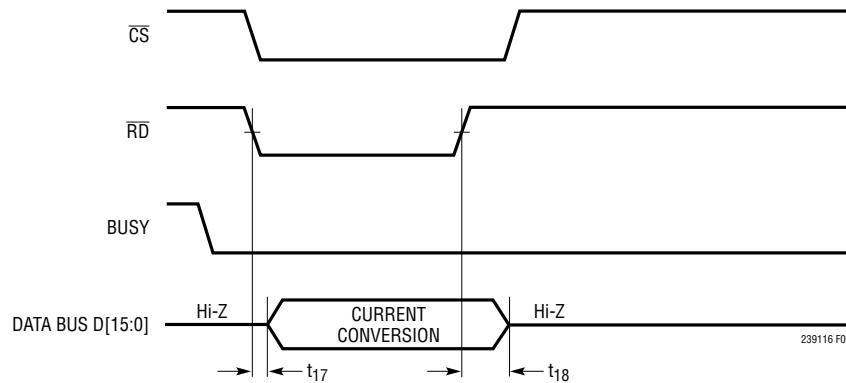 CS
RD
BUSY
DATA BUS D[15:0]
Hi-Z
CURRENT
CONVERSION
Hi-Z
t17
t18
239116 F0